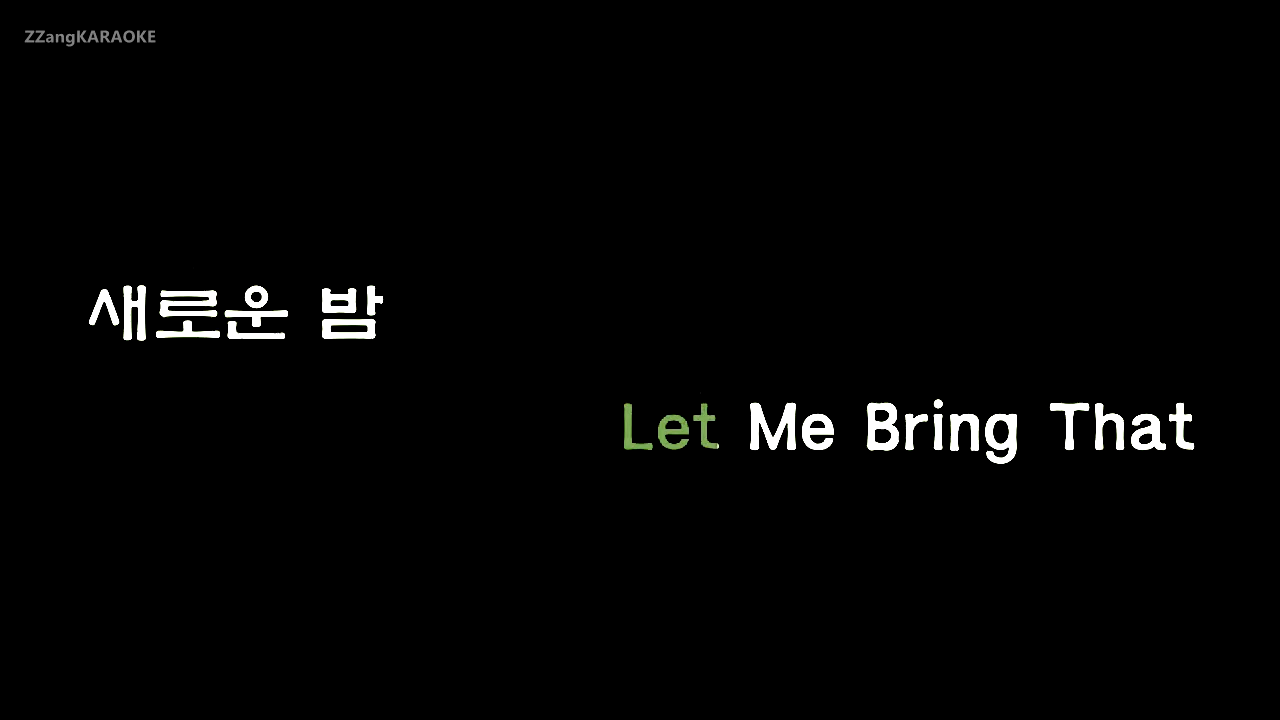 ZZangKARAOKE
새로운 밤
Let Me Bring That